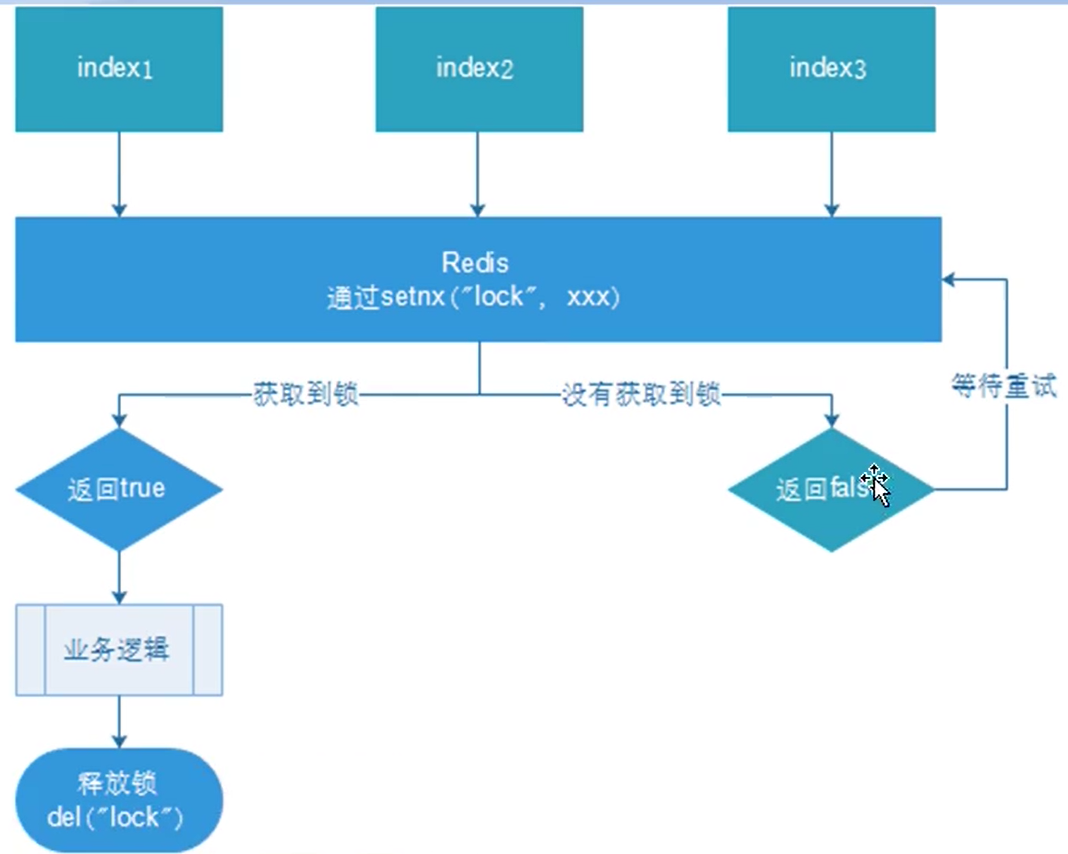 index1
index2
index3
Redis
通过setnx("lock", xxx)
获取到锁
没有获取到锁
等待重试
返回true
返回fals
业务逻辑
释放锁
del("lock")